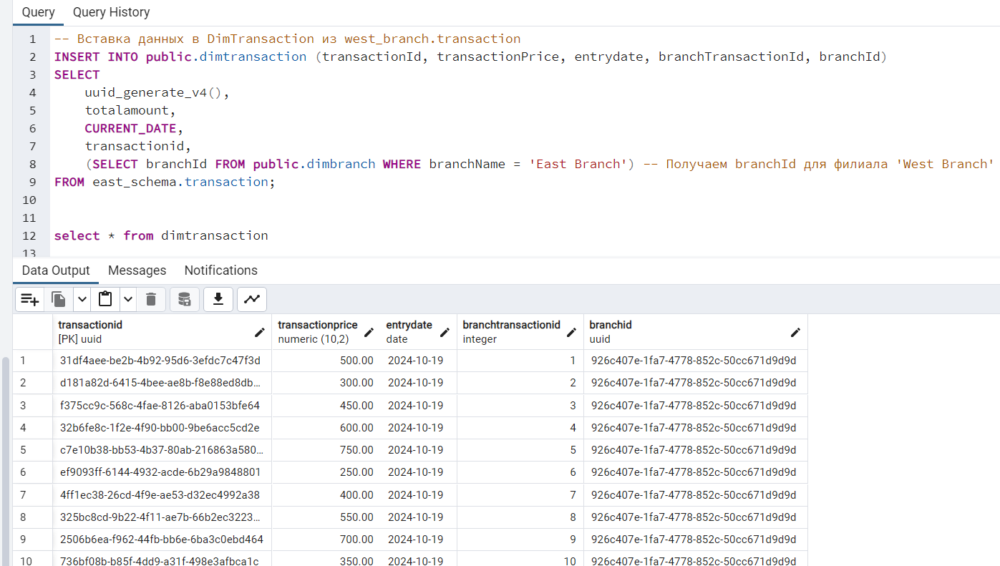 Query Query History
1 -- Вставка данных в DimTransaction из west_branch.transaction
2 INSERT INTO public.dimtransaction (transactionId, transactionPrice, entrydate, branchTransactionId, branchId)
3 SELECT
4 uuid_generate_v4(),
5 totalamount,
6 CURRENT_DATE,
7 transactionid,
8 (SELECT branchId FROM public.dimbranch WHERE branchName = 'East Branch') -- Получаем branchId для филиала 'West Branch'
9 FROM east_schema.transaction;
10
11
12 select * from dimtransaction
13
Data Output Messages Notifications
transactionid transactionprice entrydate branchtransactionid branchid
[PK] uuid numeric (10,2) date integer uuid
1 31df4aee-be2b-4b92-95d6-3efdc7c47f3d 500.00 2024-10-19 1 926c407e-1fa7-4778-852c-50cc671d9d9d
2 d181a82d-6415-4bee-ae8b-f8e88ed8db... 300.00 2024-10-19 2 926c407e-1fa7-4778-852c-50cc671d9d9d
3 f375cc9c-568c-4fae-8126-aba0153bfe64 450.00 2024-10-19 3 926c407e-1fa7-4778-852c-50cc671d9d9d
4 32b6fe8c-1f2e-4f90-bb00-9be6acc5cd2e 600.00 2024-10-19 4 926c407e-1fa7-4778-852c-50cc671d9d9d
5 c7e10b38-bb53-4b37-80ab-216863a580... 750.00 2024-10-19 5 926c407e-1fa7-4778-852c-50cc671d9d9d
6 ef9093ff-6144-4932-acde-6b29a9848801 250.00 2024-10-19 6 926c407e-1fa7-4778-852c-50cc671d9d9d
7 4ff1ec38-26cd-4f9e-ae53-d32ec4992a38 400.00 2024-10-19 7 926c407e-1fa7-4778-852c-50cc671d9d9d
8 325bc8cd-9b22-4f11-ae7b-66b2ec3223... 550.00 2024-10-19 8 926c407e-1fa7-4778-852c-50cc671d9d9d
9 2506b6ea-f962-44fb-bb6e-6ba3c0ebd464 700.00 2024-10-19 9 926c407e-1fa7-4778-852c-50cc671d9d9d
10 736bf08b-b85f-4dd9-a31f-498e3afbca1c 350.00 2024-10-19 10 926c407e-1fa7-4778-852c-50cc671d9d9d